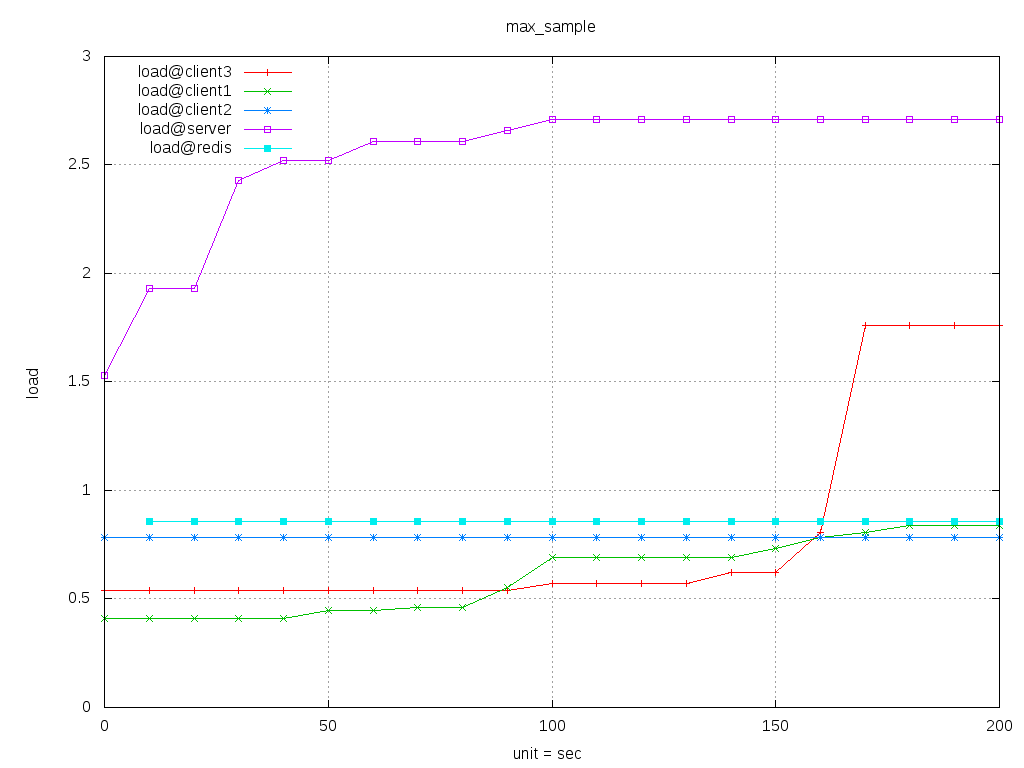 max_sample
load@client3
load@client1
load@client2
load@server
load@redis
3
2.5
2
1.5
1
0.5
0
load
0 50 100 150 200
unit = sec